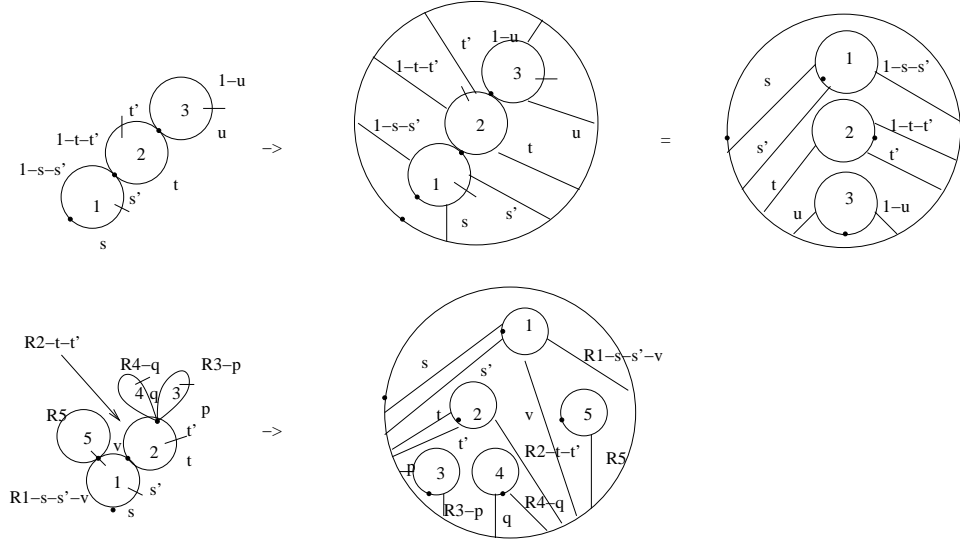 1−u
3
u
t’
1−t−t’
2
t
1−s−s’
1
s’
s
−>
t’
1−u
3
1−t−t’
2
u
1−s−s’
t
1
s’
s
=
1
s
1−s−s’
2
1−t−t’
s’
t’
t
3
u
1−u
R2−t−t’
R4−q
R3−p
4
q
3
p
R5
5
v
2
t’
t
R1−s−s’−v
1
s’
s
−>
1
s
R1−s−s’−v
s’
t
2
v
5
t’
R2−t−t’
R5
p
3
4
R3−p
q
R4−q